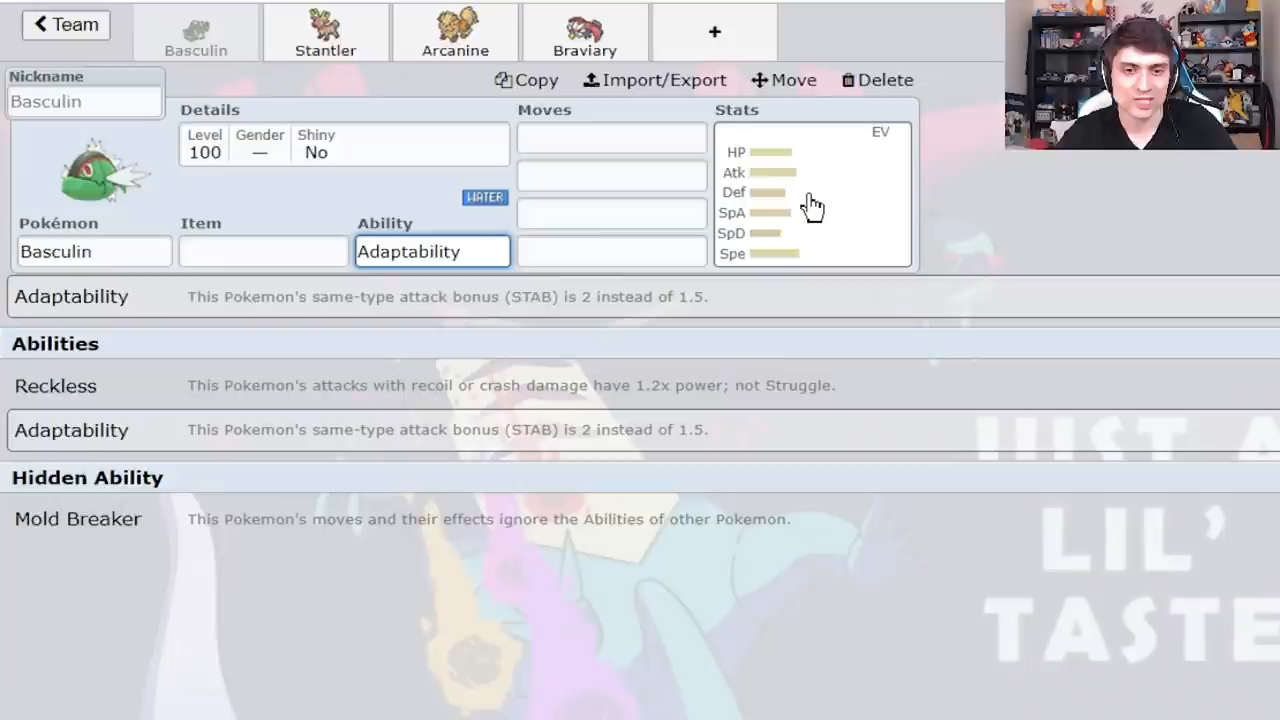 Team
Basculin
Stantler
Arcanine
Braviary
+
Nickname
Basculin
Copy
Import/Export
Move
Delete
Details
Moves
Stats
Level
Gender
Shiny
100
—
No
EV
HP
Atk
Def
SpA
SpD
Spe
WATER
Pokémon
Item
Ability
Basculin
Adaptability
Adaptability This Pokemon's same-type attack bonus (STAB) is 2 instead of 1.5.
Abilities
Reckless This Pokemon's attacks with recoil or crash damage have 1.2x power; not Struggle.
Adaptability This Pokemon's same-type attack bonus (STAB) is 2 instead of 1.5.
Hidden Ability
Mold Breaker This Pokemon's moves and their effects ignore the Abilities of other Pokemon.
JUST A
LIL'
TASTE